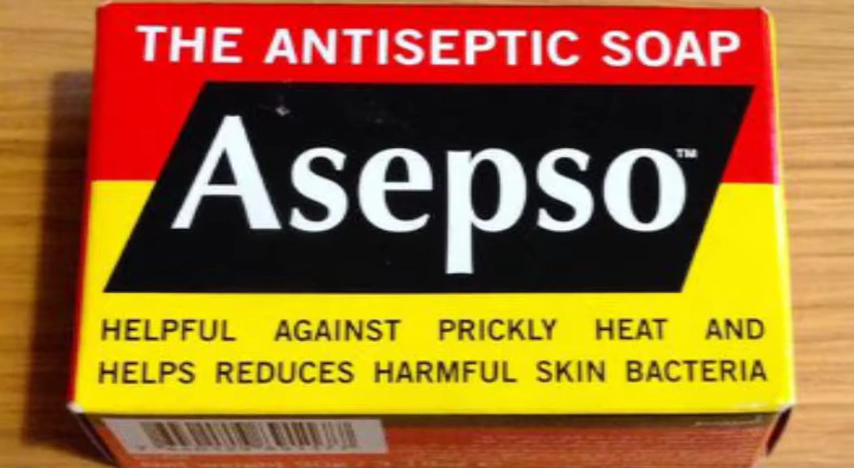 THE ANTISEPTIC SOAP
Asepso™
HELPFUL AGAINST PRICKLY HEAT AND
HELPS REDUCES HARMFUL SKIN BACTERIA